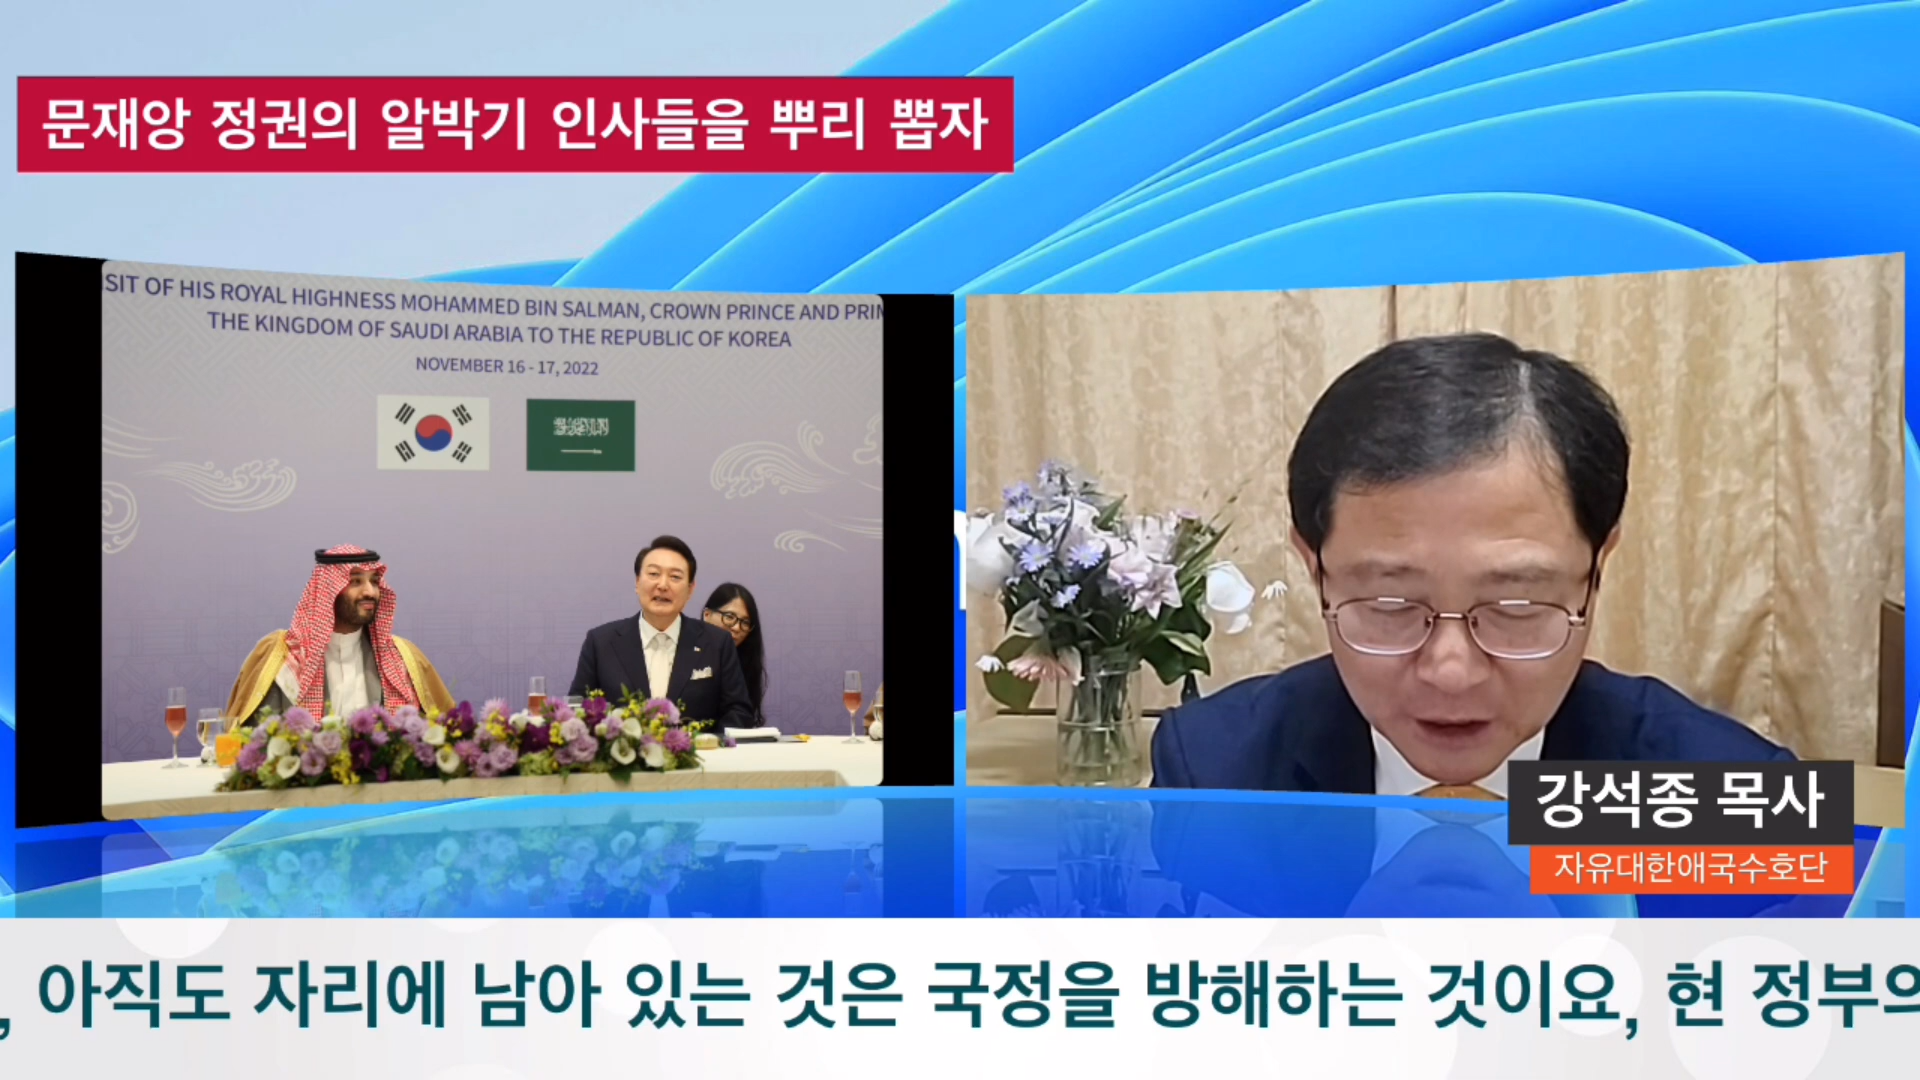 문재앙 정권의 알박기 인사들을 뿌리 뽑자
SIT OF HIS ROYAL HIGHNESS MOHAMMED BIN SALMAN, CROWN PRINCE AND PRIM
THE KINGDOM OF SAUDI ARABIA TO THE REPUBLIC OF KOREA
NOVEMBER 16 - 17, 2022
강석종 목사
자유대한애국수호단
, 아직도 자리에 남아 있는 것은 국정을 방해하는 것이요, 현 정부의